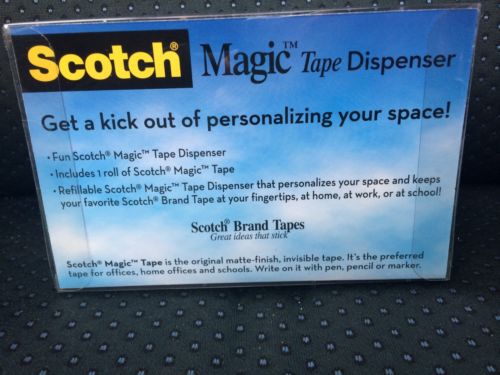 Scotch® Magic™ Tape Dispenser
Get a kick out of personalizing your space!
• Fun Scotch® Magic™ Tape Dispenser
• Includes 1 roll of Scotch® Magic™ Tape
• Refillable Scotch® Magic™ Tape Dispenser that personalizes your space and keeps
your favorite Scotch® Brand Tape at your fingertips, at home, at work, or at school!
Scotch® Brand Tapes
Great ideas that stick
Scotch® Magic™ Tape is the original matte-finish, invisible tape. It's the preferred
tape for offices, home offices and schools. Write on it with pen, pencil or marker.